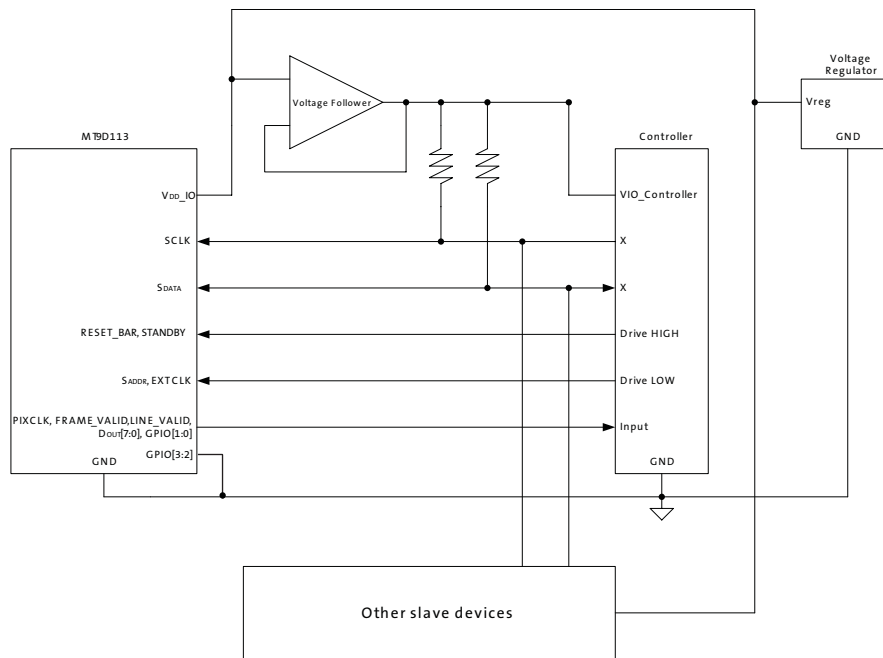 Voltage
Regulator
Vreg
GND
Voltage Follower
MT9D113
Controller
VDD_IO
VIO_Controller
SCLK
X
SDATA
X
RESET_BAR, STANDBY
Drive HIGH
SADDR, EXTCLK
Drive LOW
PIXCLK, FRAME_VALID,LINE_VALID,
DOUT[7:0], GPIO[1:0]
Input
GPIO[3:2]
GND
GND
Other slave devices